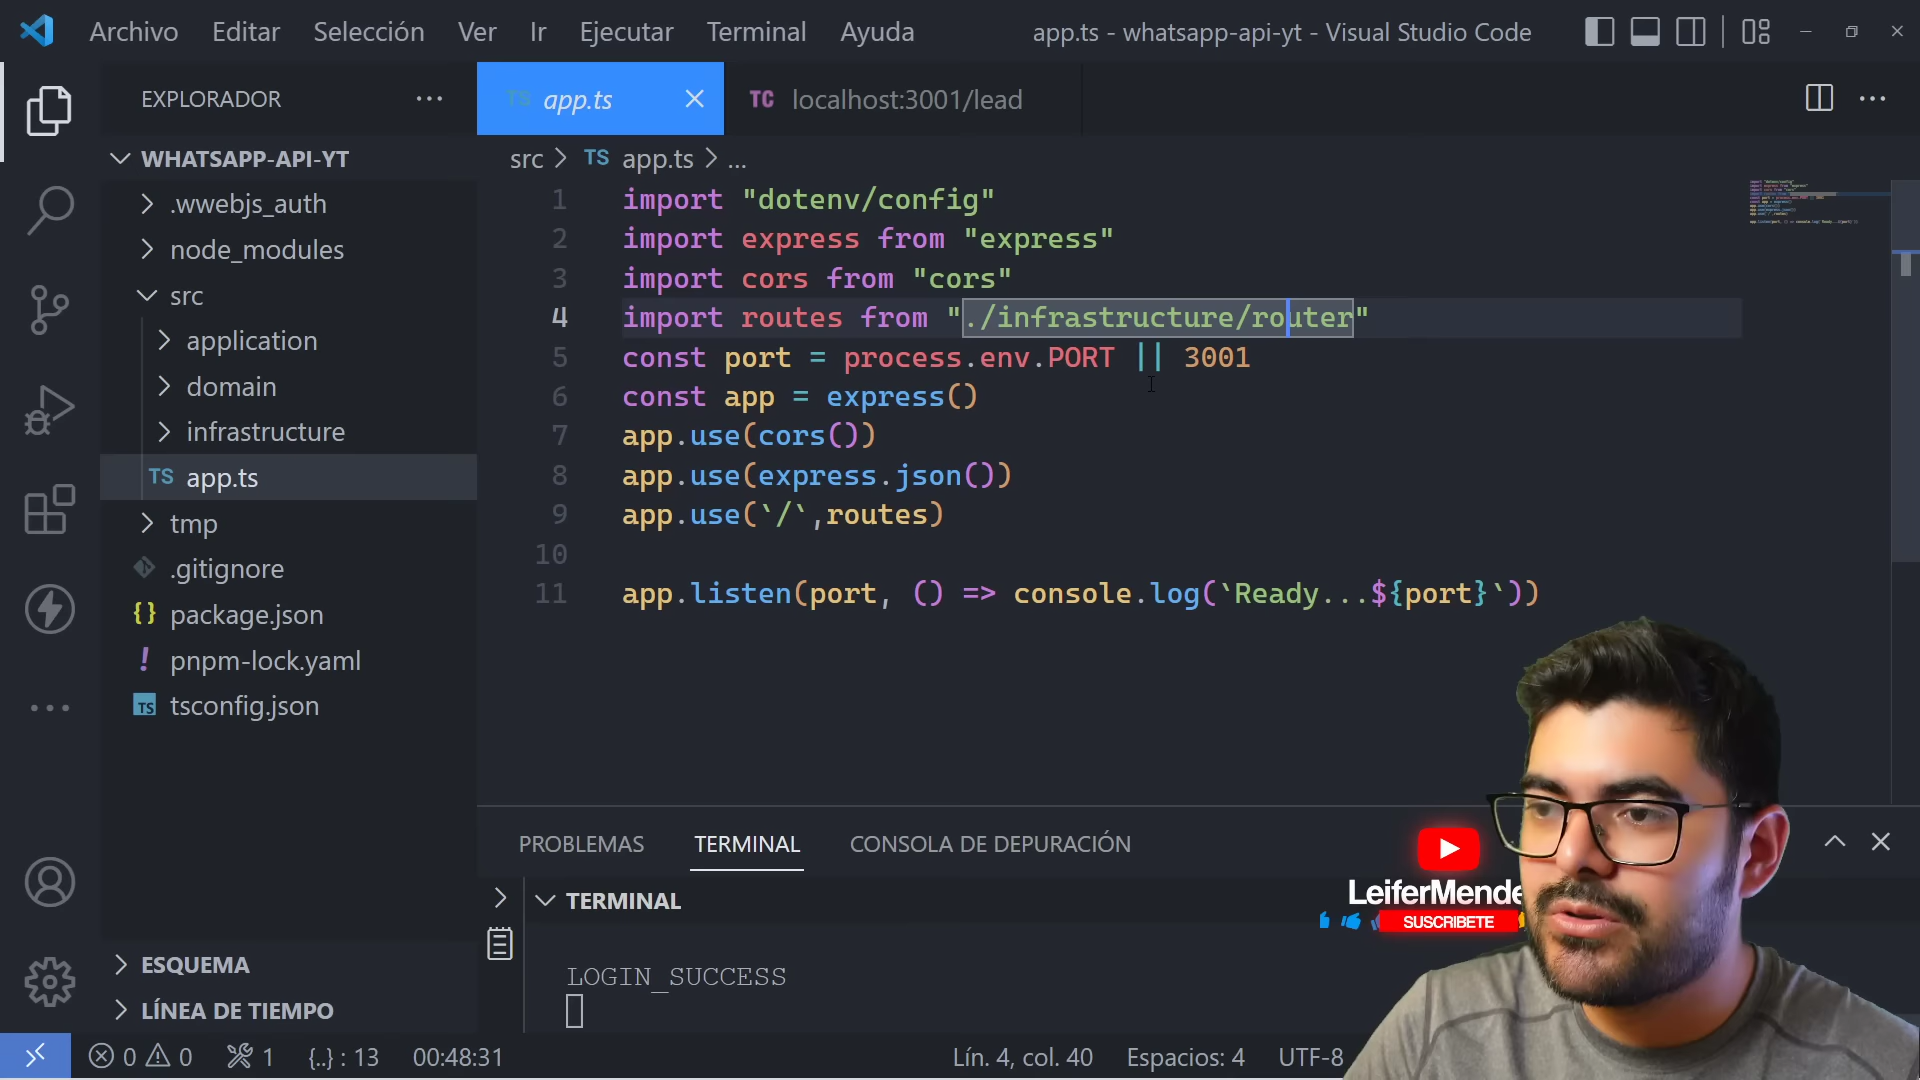 Archivo Editar Selección Ver Ir Ejecutar Terminal Ayuda app.ts - whatsapp-api-yt - Visual Studio Code
EXPLORADOR
TS app.ts
TC localhost:3001/lead
WHATSAPP-API-YT
.wwebjs_auth
node_modules
src
application
domain
infrastructure
TS app.ts
tmp
.gitignore
{} package.json
! pnpm-lock.yaml
TS tsconfig.json
ESQUEMA
LÍNEA DE TIEMPO
src > TS app.ts > ...
1 import "dotenv/config"
2 import express from "express"
3 import cors from "cors"
4 import routes from "./infrastructure/router"
5 const port = process.env.PORT || 3001
6 const app = express()
7 app.use(cors())
8 app.use(express.json())
9 app.use(`/`,routes)
10
11 app.listen(port, () => console.log(`Ready...${port}`))
PROBLEMAS TERMINAL CONSOLA DE DEPURACIÓN
TERMINAL
LOGIN_SUCCESS
LeiferMende
SUSCRIBETE
0 0 1 {..} : 13 00:48:31 Lín. 4, col. 40 Espacios: 4 UTF-8